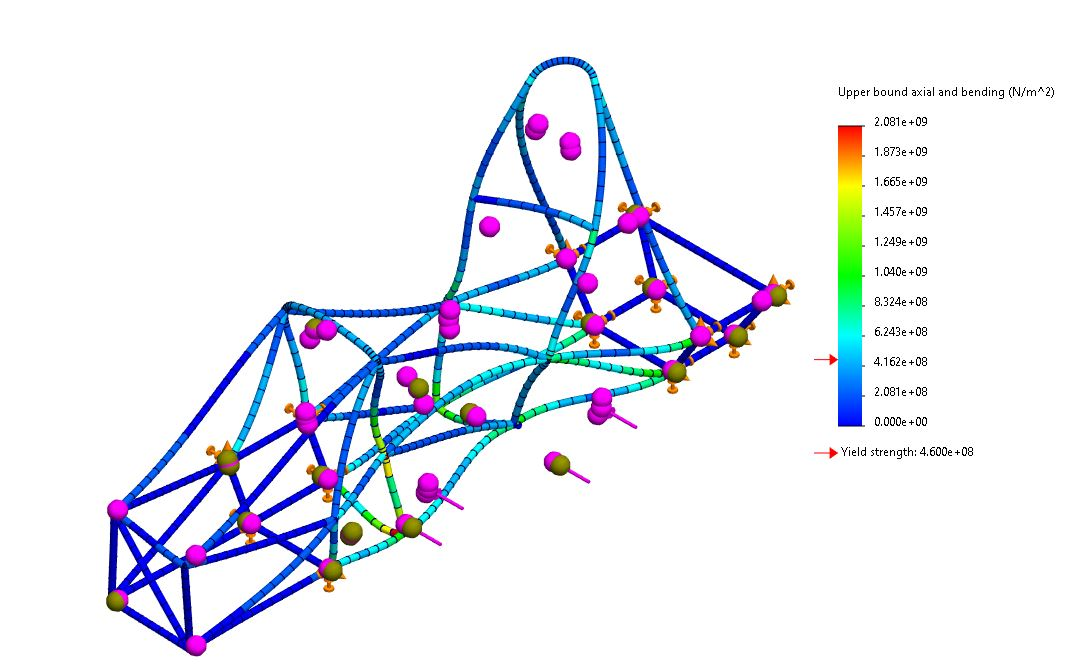 Upper bound axial and bending (N/m^2)
2.081e+09
1.873e+09
1.665e+09
1.457e+09
1.249e+09
1.040e+09
8.324e+08
6.243e+08
4.162e+08
2.081e+08
0.000e+00
Yield strength: 4.600e+08